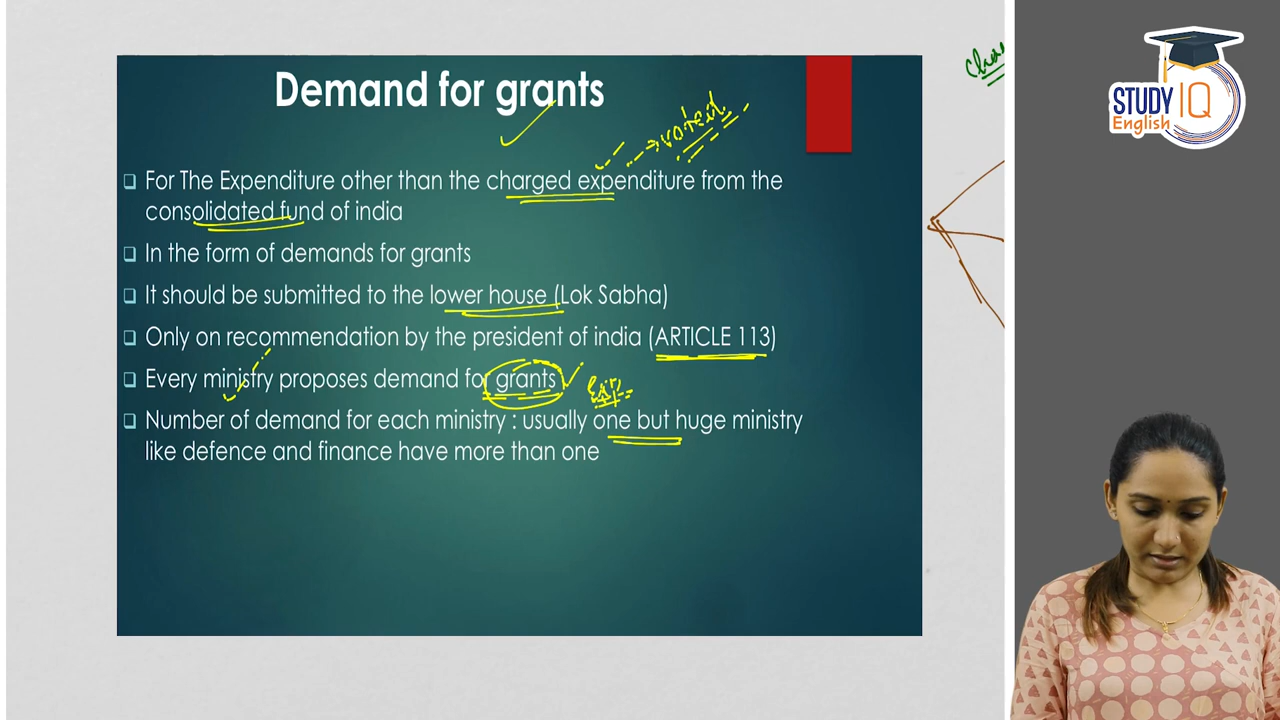 Demand for grants
voted
❑ For The Expenditure other than the charged expenditure from the
consolidated fund of india
❑ In the form of demands for grants
❑ It should be submitted to the lower house (Lok Sabha)
❑ Only on recommendation by the president of india (ARTICLE 113)
❑ Every ministry proposes demand for grants
❑ Number of demand for each ministry : usually one but huge ministry
like defence and finance have more than one
STUDY IQ
English